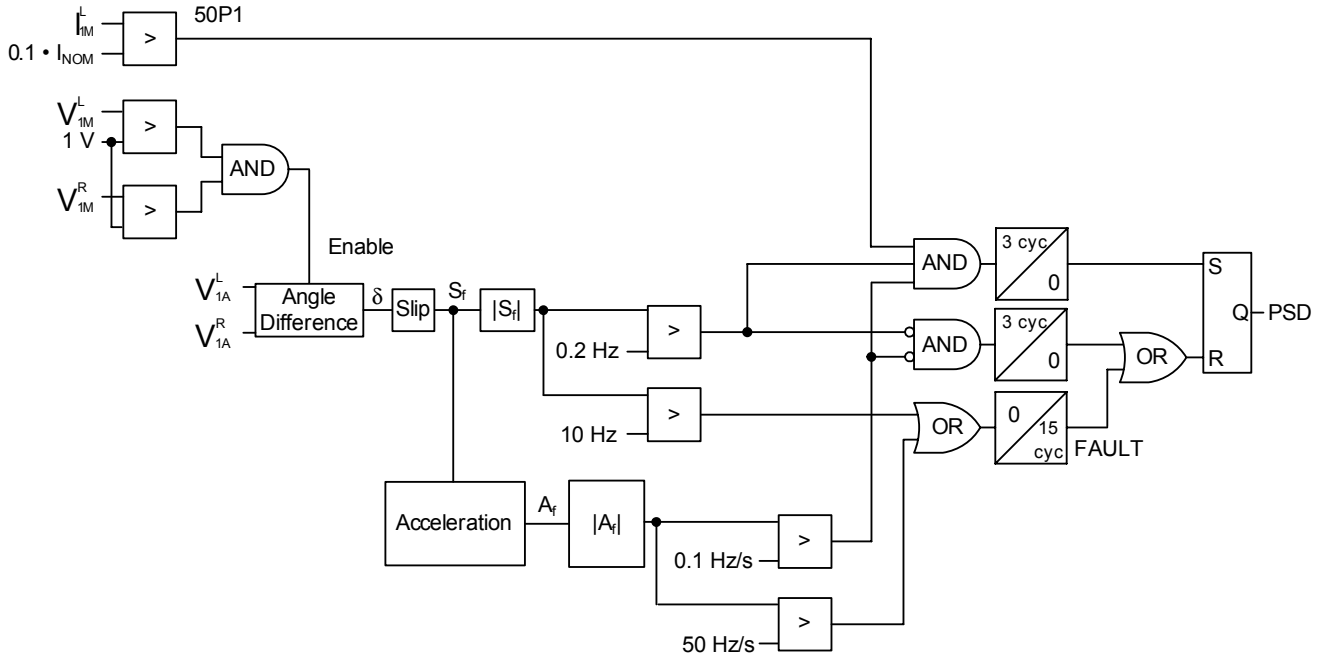 I^L_1M
50P1
>
0.1 • I_NOM
V^L_1M
>
1 V
AND
V^R_1M
>
Enable
V^L_1A
V^R_1A
Angle
Difference
δ
Slip
S_f
|S_f|
>
0.2 Hz
>
10 Hz
AND
3 cyc
0
AND
3 cyc
0
OR
0
15
cyc
FAULT
OR
S
Q
R
PSD
Acceleration
A_f
|A_f|
>
0.1 Hz/s
>
50 Hz/s